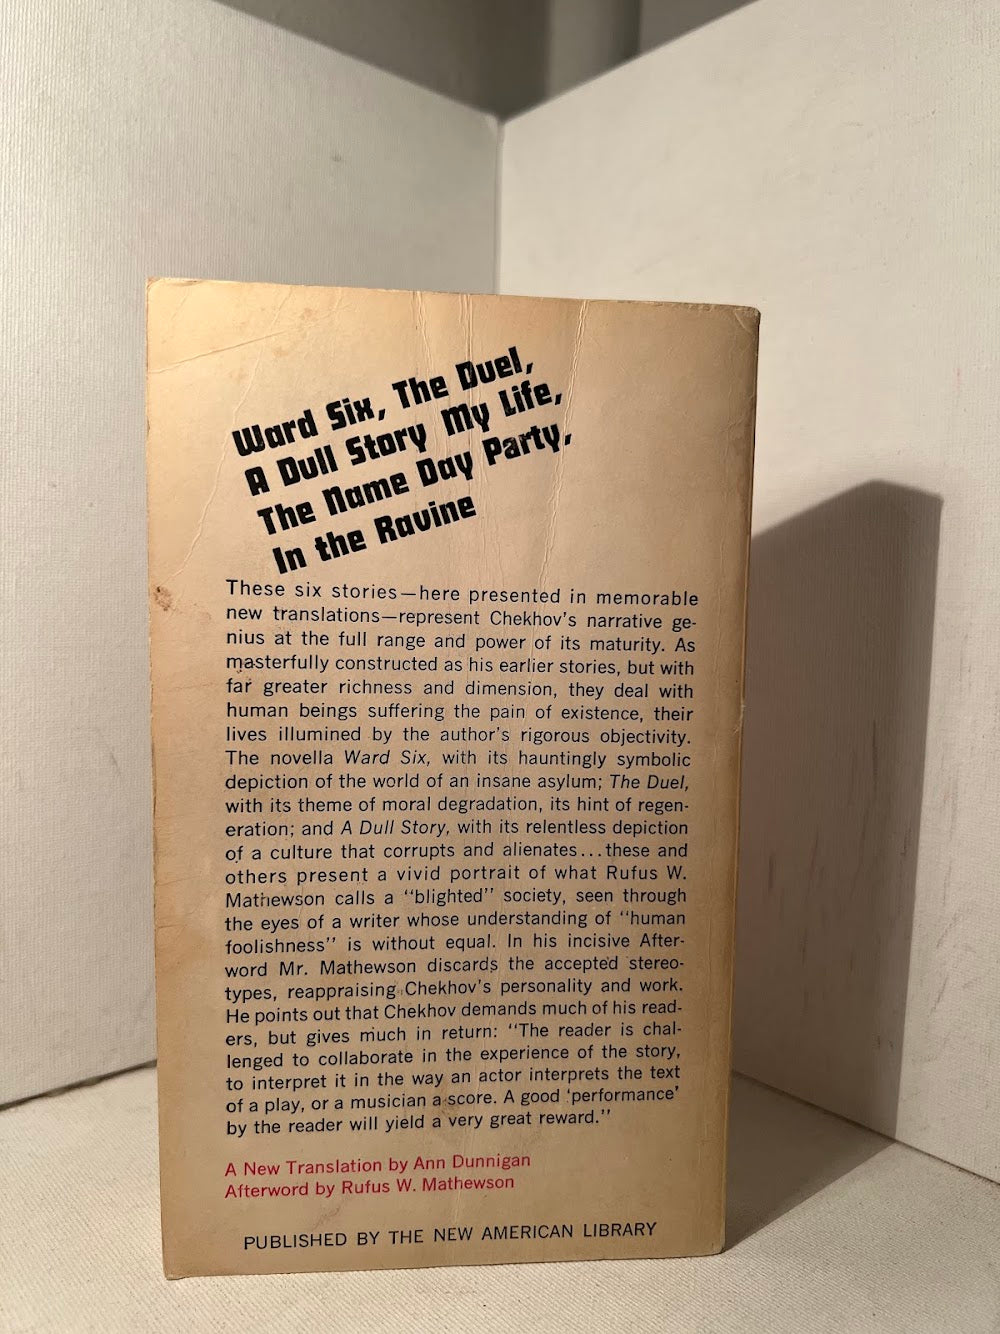 Ward Six, The Duel,
A Dull Story My Life,
The Name Day Party,
In the Ravine
These six stories—here presented in memorable
new translations—represent Chekhov's narrative ge-
nius at the full range and power of its maturity. As
masterfully constructed as his earlier stories, but with
far greater richness and dimension, they deal with
human beings suffering the pain of existence, their
lives illumined by the author's rigorous objectivity.
The novella Ward Six, with its hauntingly symbolic
depiction of the world of an insane asylum; The Duel,
with its theme of moral degradation, its hint of regen-
eration; and A Dull Story, with its relentless depiction
of a culture that corrupts and alienates...these and
others present a vivid portrait of what Rufus W.
Mathewson calls a "blighted" society, seen through
the eyes of a writer whose understanding of "human
foolishness" is without equal. In his incisive After-
word Mr. Mathewson discards the accepted stereo-
types, reappraising Chekhov's personality and work.
He points out that Chekhov demands much of his read-
ers, but gives much in return: "The reader is chal-
lenged to collaborate in the experience of the story,
to interpret it in the way an actor interprets the text
of a play, or a musician a score. A good 'performance'
by the reader will yield a very great reward."
A New Translation by Ann Dunnigan
Afterword by Rufus W. Mathewson
PUBLISHED BY THE NEW AMERICAN LIBRARY